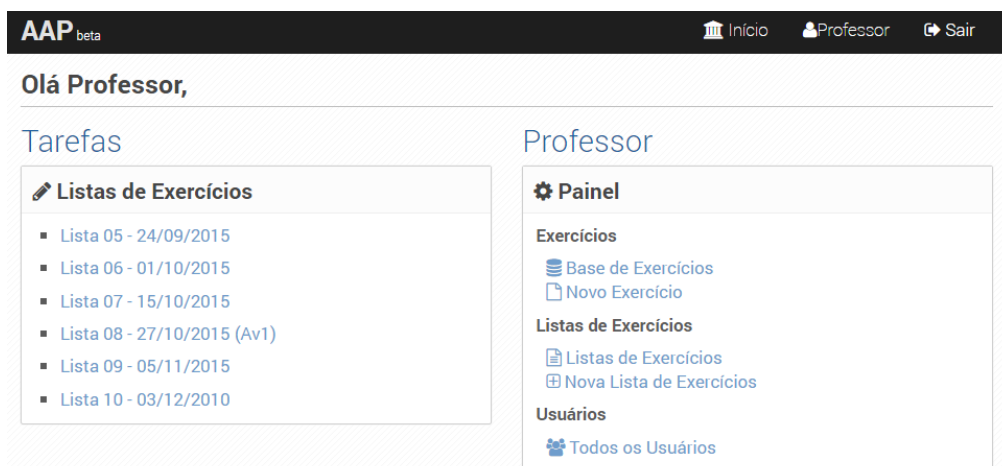 AAP beta
Início
Professor
Sair
Olá Professor,
Tarefas
Listas de Exercícios
Lista 05 - 24/09/2015
Lista 06 - 01/10/2015
Lista 07 - 15/10/2015
Lista 08 - 27/10/2015 (Av1)
Lista 09 - 05/11/2015
Lista 10 - 03/12/2010
Professor
Painel
Exercícios
Base de Exercícios
Novo Exercício
Listas de Exercícios
Listas de Exercícios
Nova Lista de Exercícios
Usuários
Todos os Usuários